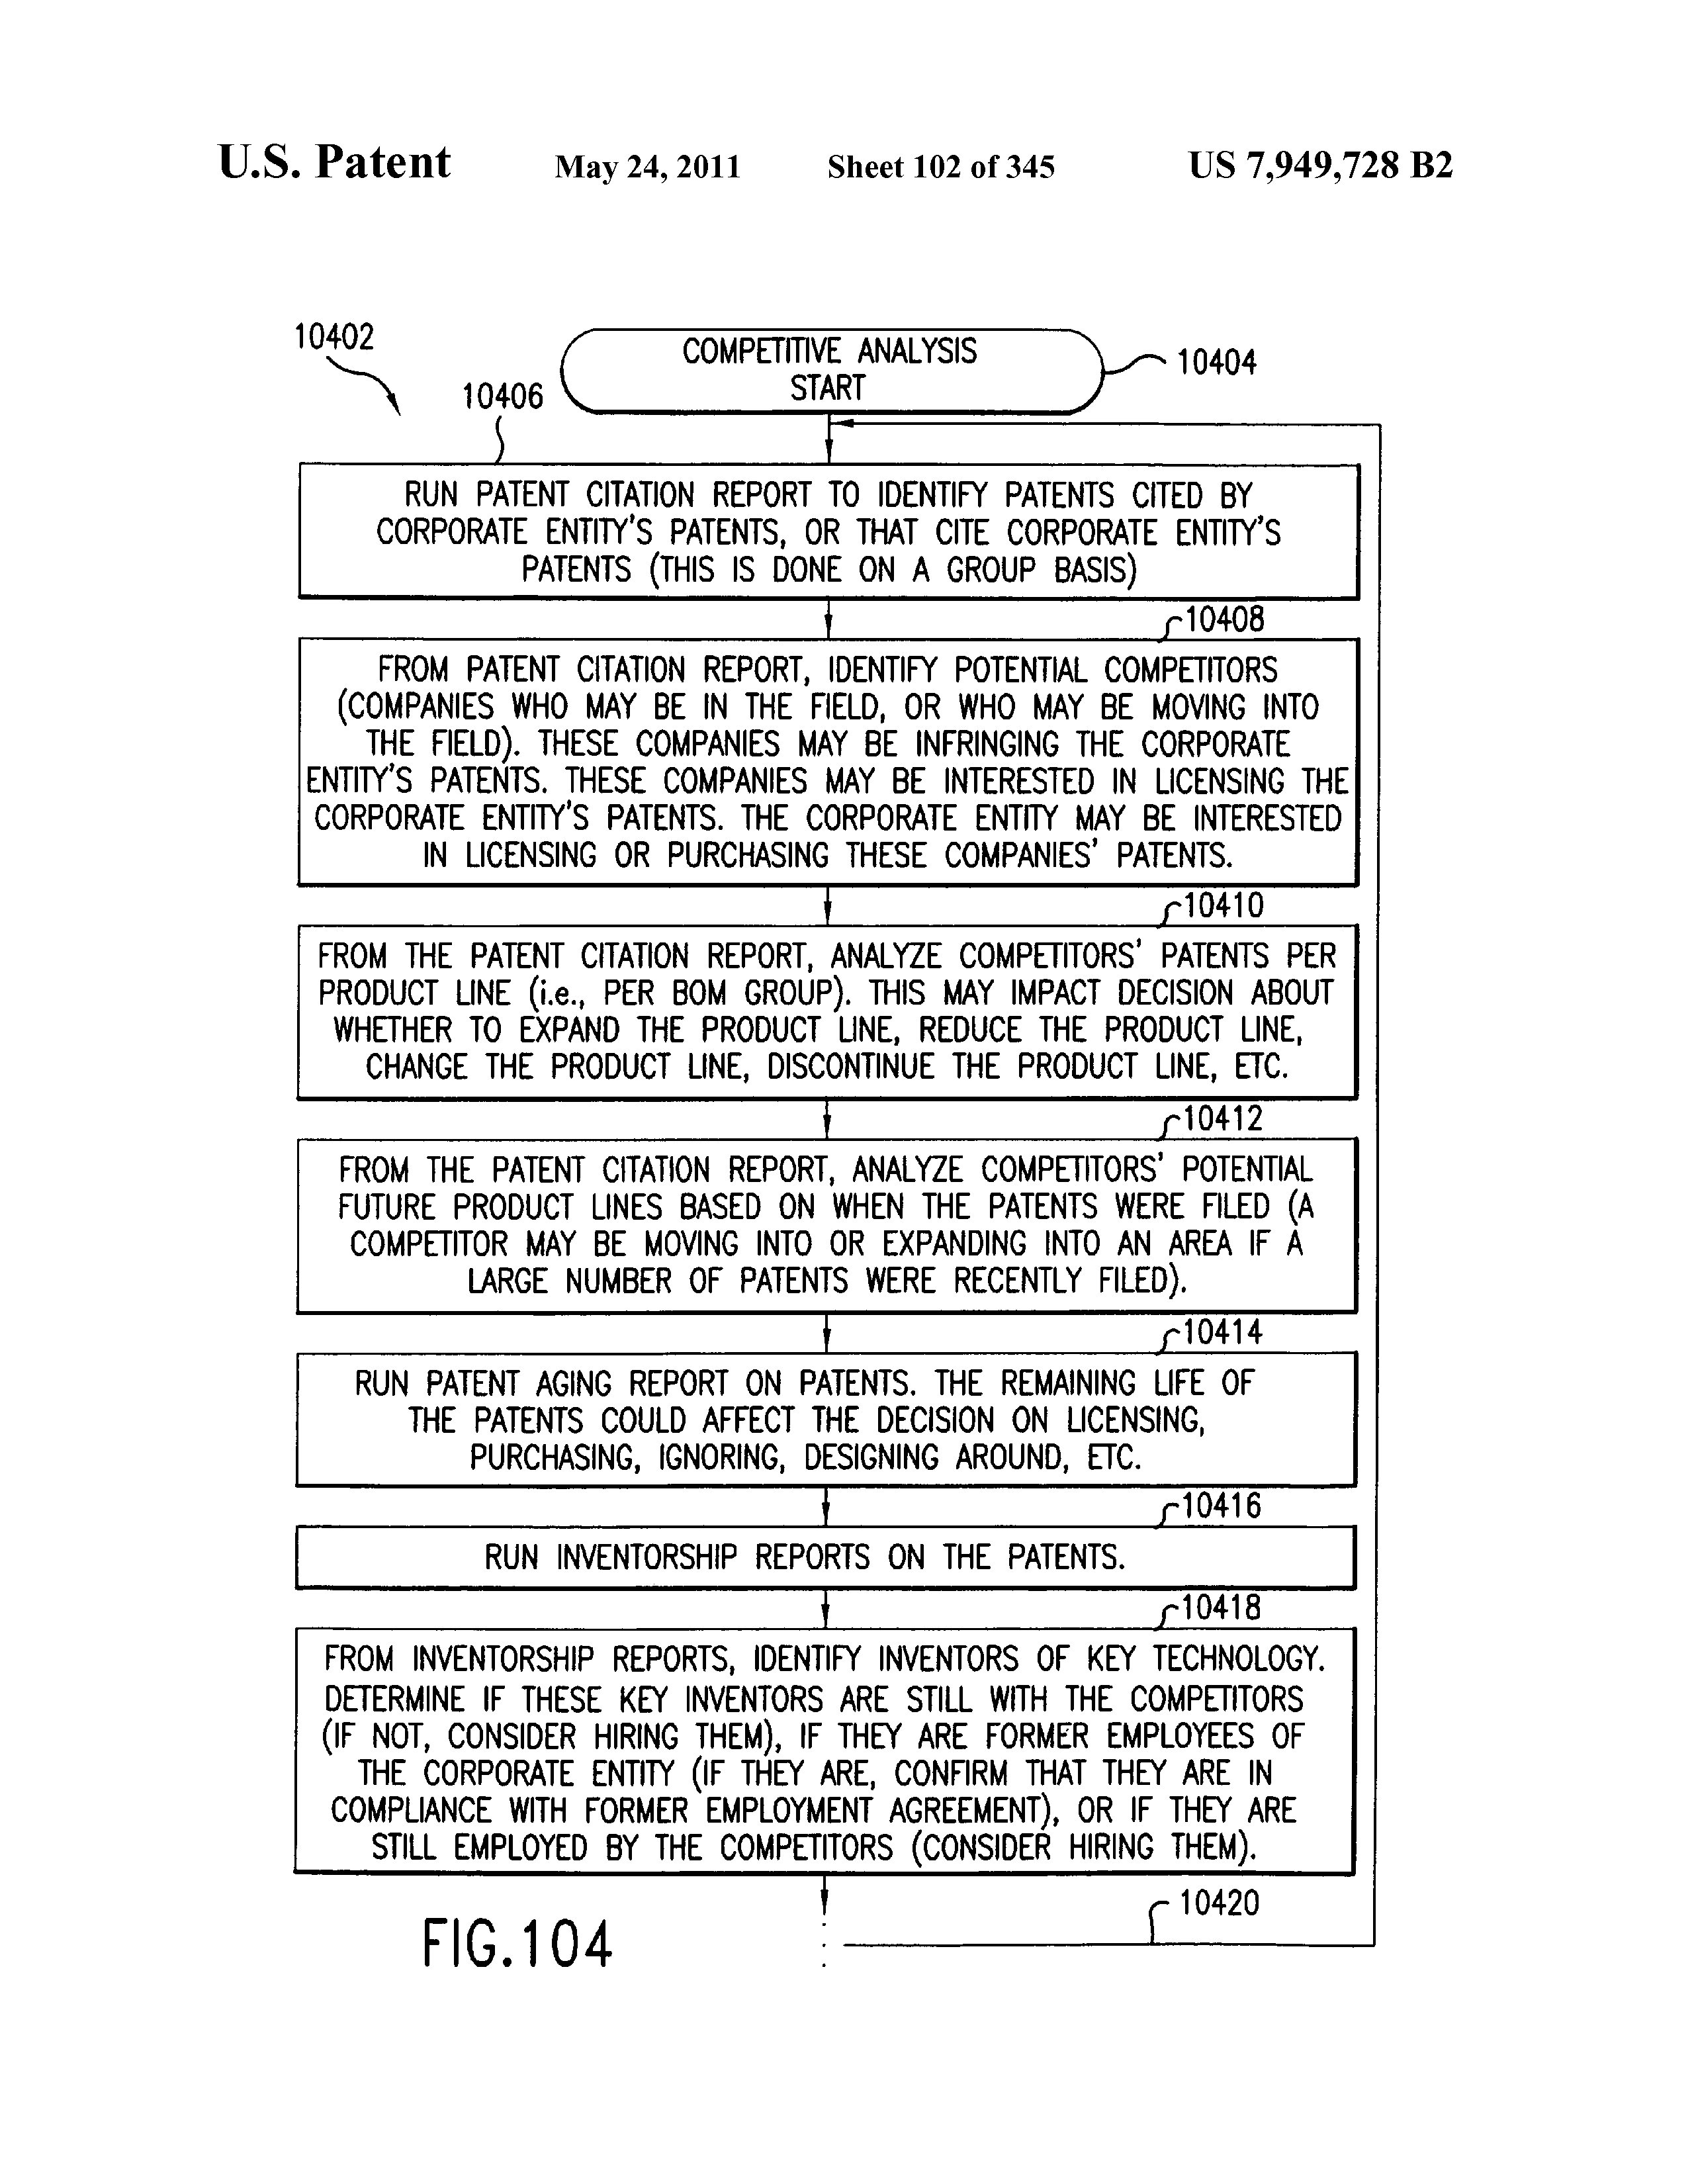 U.S. Patent May 24, 2011 Sheet 102 of 345 US 7,949,728 B2
10402
COMPETITIVE ANALYSIS
START
10404
10406
RUN PATENT CITATION REPORT TO IDENTIFY PATENTS CITED BY
CORPORATE ENTITY'S PATENTS, OR THAT CITE CORPORATE ENTITY'S
PATENTS (THIS IS DONE ON A GROUP BASIS)
10408
FROM PATENT CITATION REPORT, IDENTIFY POTENTIAL COMPETITORS
(COMPANIES WHO MAY BE IN THE FIELD, OR WHO MAY BE MOVING INTO
THE FIELD). THESE COMPANIES MAY BE INFRINGING THE CORPORATE
ENTITY'S PATENTS. THESE COMPANIES MAY BE INTERESTED IN LICENSING THE
CORPORATE ENTITY'S PATENTS. THE CORPORATE ENTITY MAY BE INTERESTED
IN LICENSING OR PURCHASING THESE COMPANIES' PATENTS.
10410
FROM THE PATENT CITATION REPORT, ANALYZE COMPETITORS' PATENTS PER
PRODUCT LINE (i.e., PER BOM GROUP). THIS MAY IMPACT DECISION ABOUT
WHETHER TO EXPAND THE PRODUCT LINE, REDUCE THE PRODUCT LINE,
CHANGE THE PRODUCT LINE, DISCONTINUE THE PRODUCT LINE, ETC.
10412
FROM THE PATENT CITATION REPORT, ANALYZE COMPETITORS' POTENTIAL
FUTURE PRODUCT LINES BASED ON WHEN THE PATENTS WERE FILED (A
COMPETITOR MAY BE MOVING INTO OR EXPANDING INTO AN AREA IF A
LARGE NUMBER OF PATENTS WERE RECENTLY FILED).
10414
RUN PATENT AGING REPORT ON PATENTS. THE REMAINING LIFE OF
THE PATENTS COULD AFFECT THE DECISION ON LICENSING,
PURCHASING, IGNORING, DESIGNING AROUND, ETC.
10416
RUN INVENTORSHIP REPORTS ON THE PATENTS.
10418
FROM INVENTORSHIP REPORTS, IDENTIFY INVENTORS OF KEY TECHNOLOGY.
DETERMINE IF THESE KEY INVENTORS ARE STILL WITH THE COMPETITORS
(IF NOT, CONSIDER HIRING THEM), IF THEY ARE FORMER EMPLOYEES OF
THE CORPORATE ENTITY (IF THEY ARE, CONFIRM THAT THEY ARE IN
COMPLIANCE WITH FORMER EMPLOYMENT AGREEMENT), OR IF THEY ARE
STILL EMPLOYED BY THE COMPETITORS (CONSIDER HIRING THEM).
10420
FIG.104